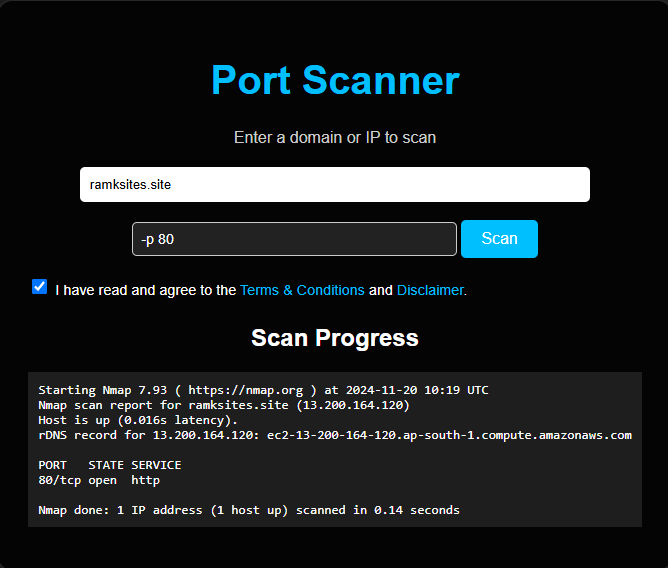 Port Scanner
Enter a domain or IP to scan
ramksites.site
-p 80
Scan
I have read and agree to the Terms & Conditions and Disclaimer.
Scan Progress
Starting Nmap 7.93 ( https://nmap.org ) at 2024-11-20 10:19 UTC
Nmap scan report for ramksites.site (13.200.164.120)
Host is up (0.016s latency).
rDNS record for 13.200.164.120: ec2-13-200-164-120.ap-south-1.compute.amazonaws.com
PORT   STATE SERVICE
80/tcp open  http
Nmap done: 1 IP address (1 host up) scanned in 0.14 seconds